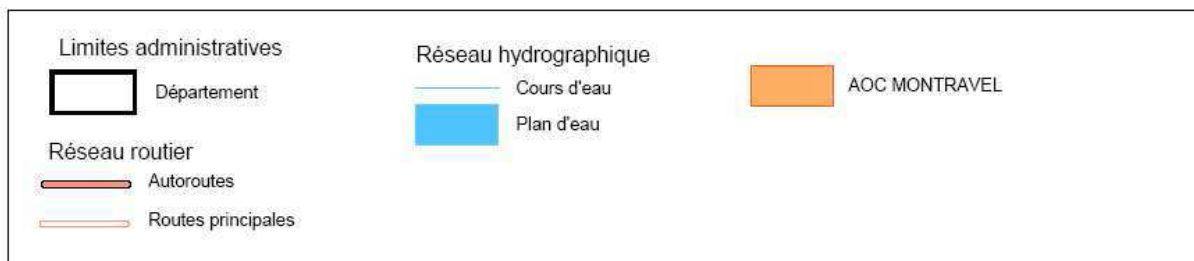 Limites administratives
Département
Réseau routier
Autoroutes
Routes principales
Réseau hydrographique
Cours d'eau
Plan d'eau
AOC MONTRAVEL